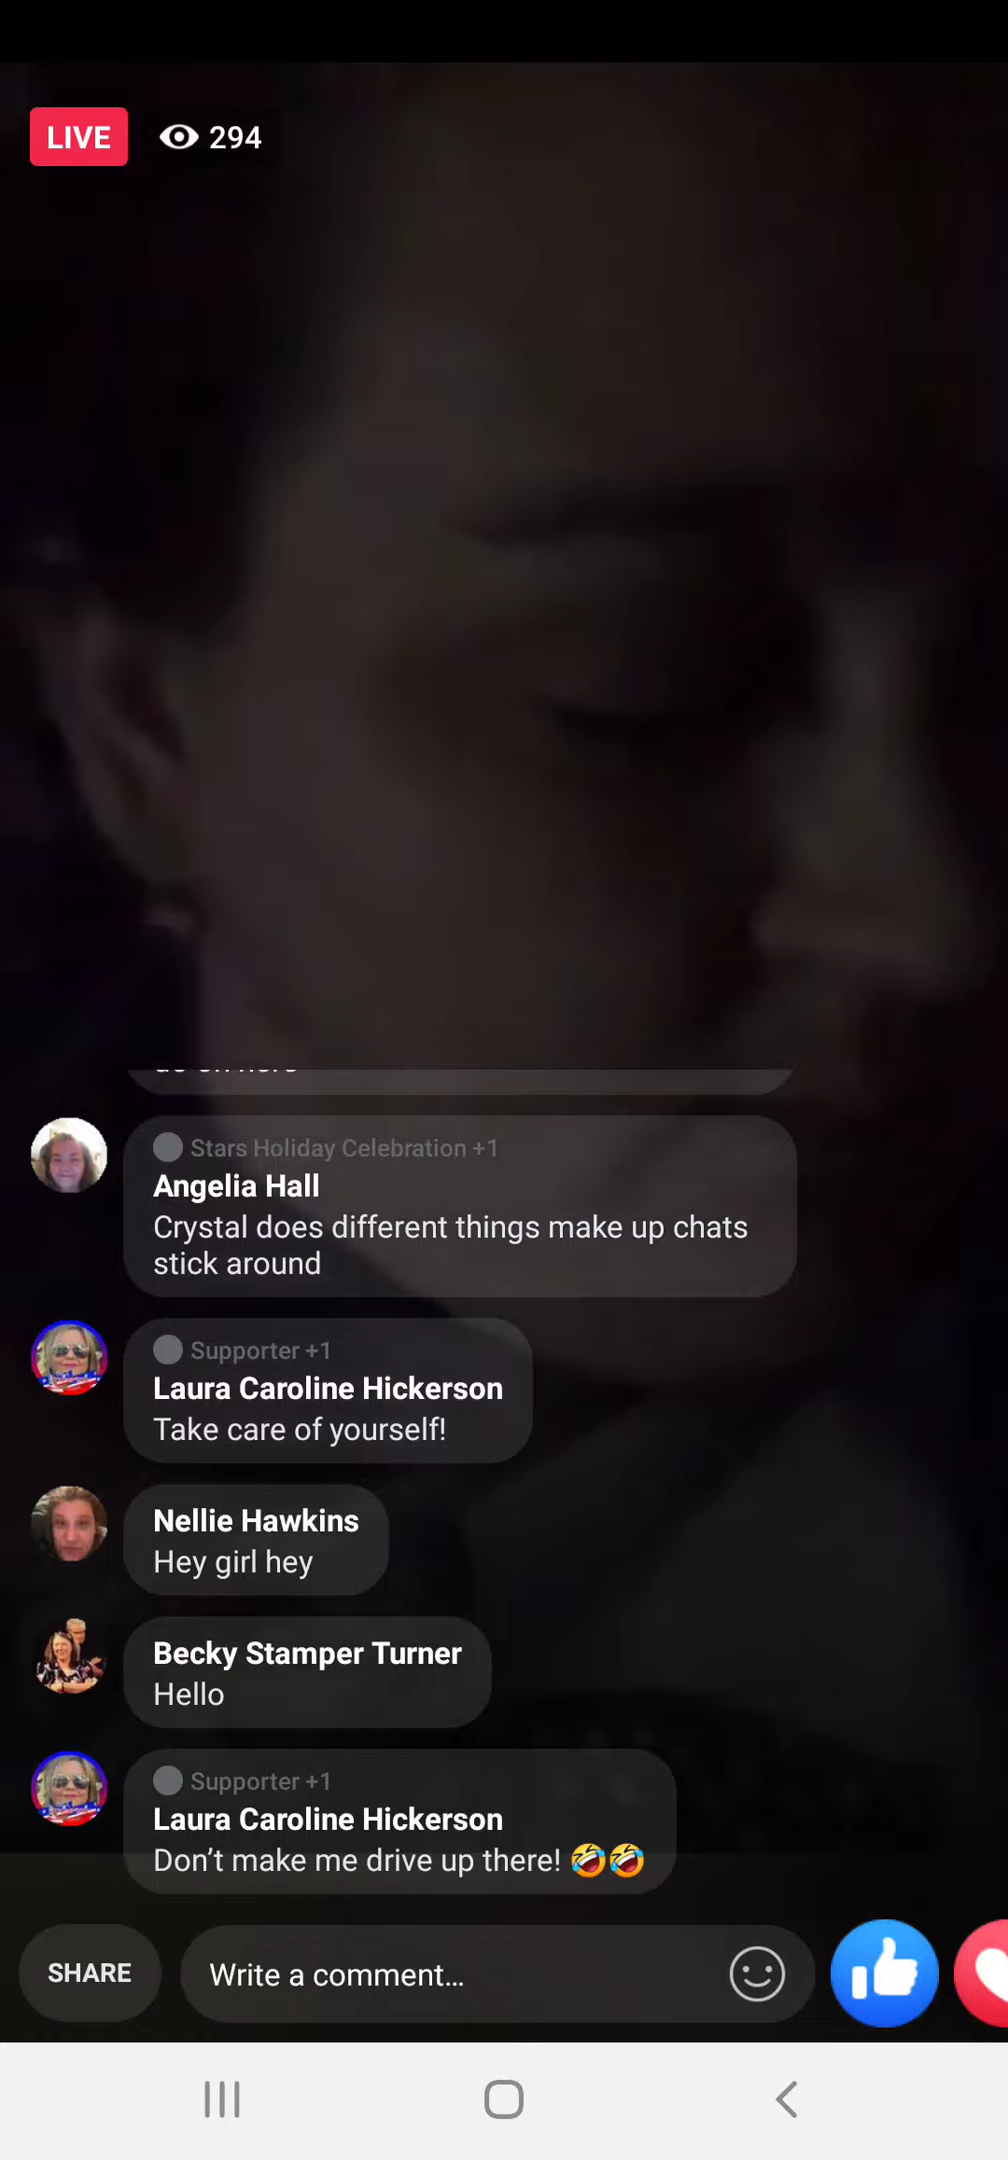 LIVE 294
Stars Holiday Celebration +1
Angelia Hall
Crystal does different things make up chats
stick around
Supporter +1
Laura Caroline Hickerson
Take care of yourself!
Nellie Hawkins
Hey girl hey
Becky Stamper Turner
Hello
Supporter +1
Laura Caroline Hickerson
Don't make me drive up there! 🤣🤣
SHARE Write a comment...